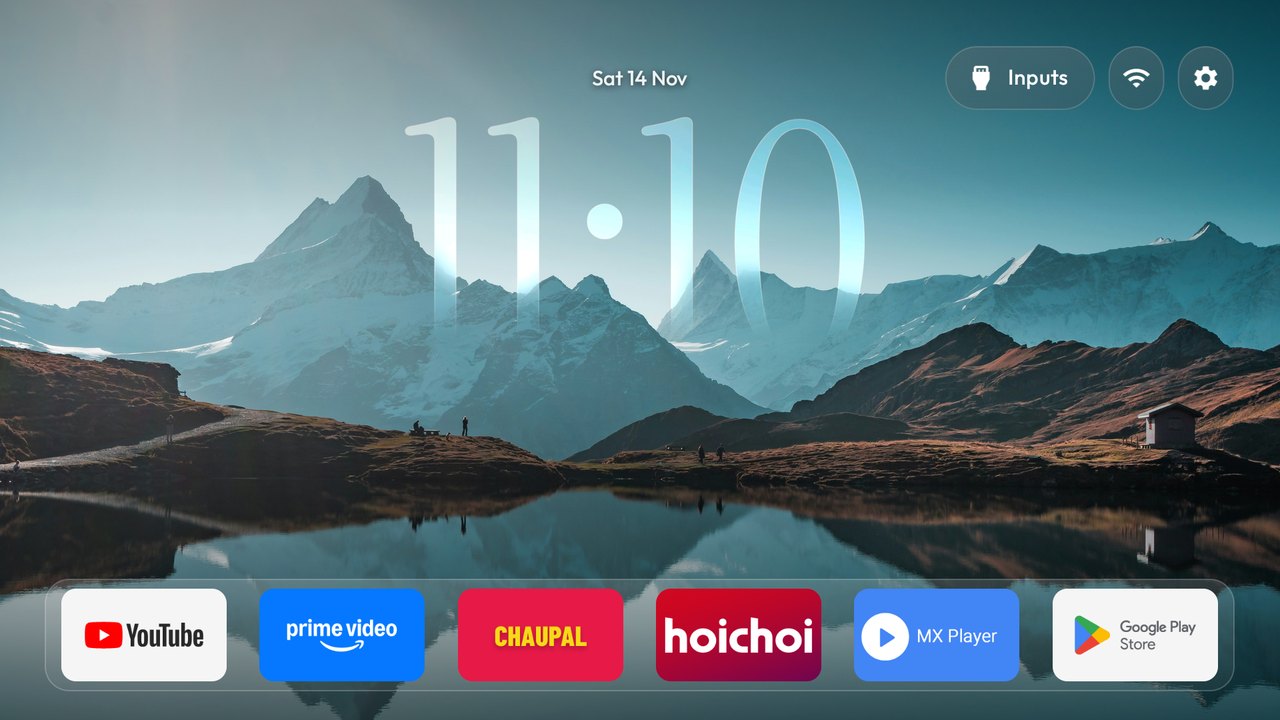 Sat 14 Nov
Inputs
11·10
YouTube
prime video
CHAUPAL
hoichoi
MX Player
Google Play
Store